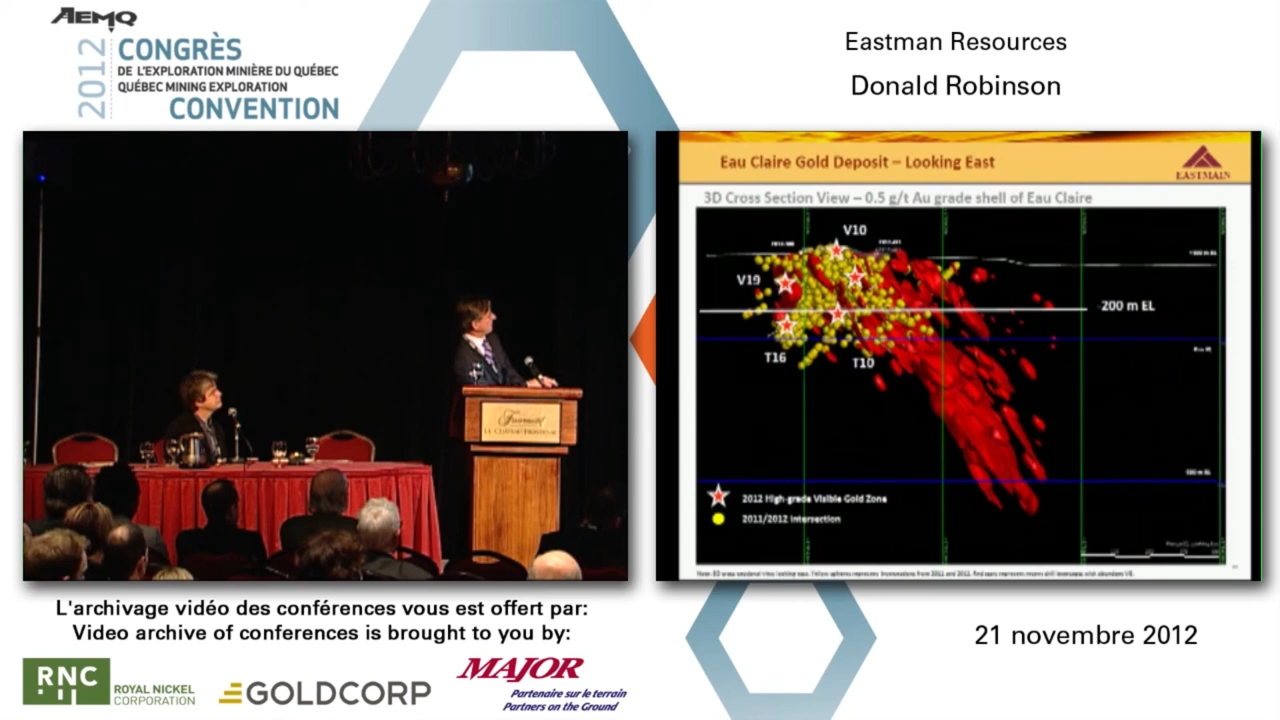 AEMQ
2012
CONGRÈS
DE L'EXPLORATION MINIÈRE DU QUÉBEC
QUÉBEC MINING EXPLORATION
CONVENTION
Eastman Resources
Donald Robinson
Eau Claire Gold Deposit – Looking East
EASTMAIN
3D Cross Section View – 0.5 g/t Au grade shell of Eau Claire
V10
V19
200 m EL
T16
T10
2012 High-grade Visible Gold Zone
2011/2012 Intersection
Fairmont
LE CHÂTEAU FRONTENAC
L'archivage vidéo des conférences vous est offert par:
Video archive of conferences is brought to you by:
21 novembre 2012
RNC
ROYAL NICKEL
CORPORATION
GOLDCORP
MAJOR
Partenaire sur le terrain
Partners on the Ground